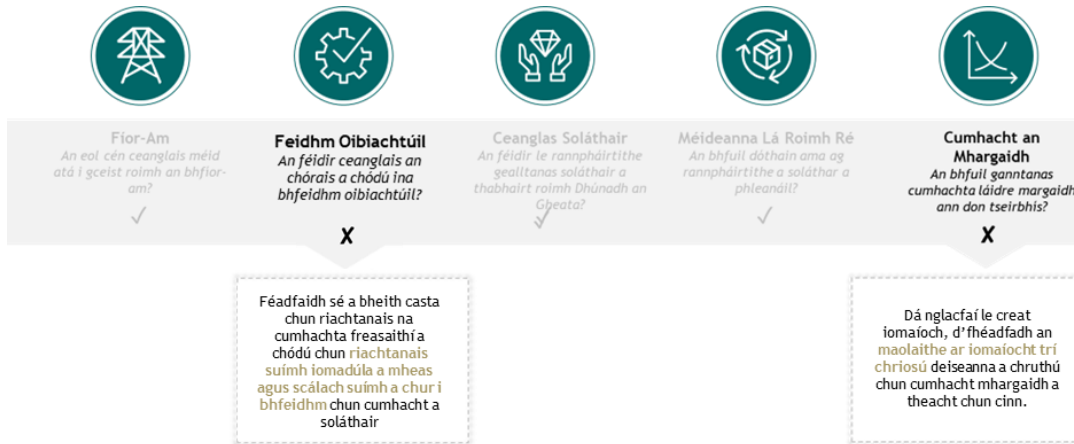 Fíor-Am
An eol cén ceanglais méid
atá i gceist roimh an bhfíor-
am?
Feidhm Oibiachtúil
An féidir ceanglais an
chórais a chódú ina
bhfeidhm oibiachtúil?
X
Ceanglas Soláthair
An féidir le rannpháirtithe
gealltanas soláthair a
thabhairt roimh Dhúnadh an
Gheata?
Méideanna Lá Roimh Ré
An bhfuil dóthain ama ag
rannpháirtithe a soláthar a
phleanáil?
Cumhacht an
Mhargaidh
An bhfuil ganntanas
cumhachta láidre margaidh
ann don tseirbhís?
X
Féadfaidh sé a bheith casta
chun riachtanais na
cumhachta freasaithí a
chódú chun riachtanais
suímh iomadúla a mheas
agus scálach suímh a chur i
bhfeidhm chun cumhacht a
soláthair
Dá nglacfaí le creat
iomaíoch, d'fhéadfadh an
maolaithe ar iomaíocht trí
chriosú deiseanna a chruthú
chun cumhacht mhargaidh a
theacht chun cinn.